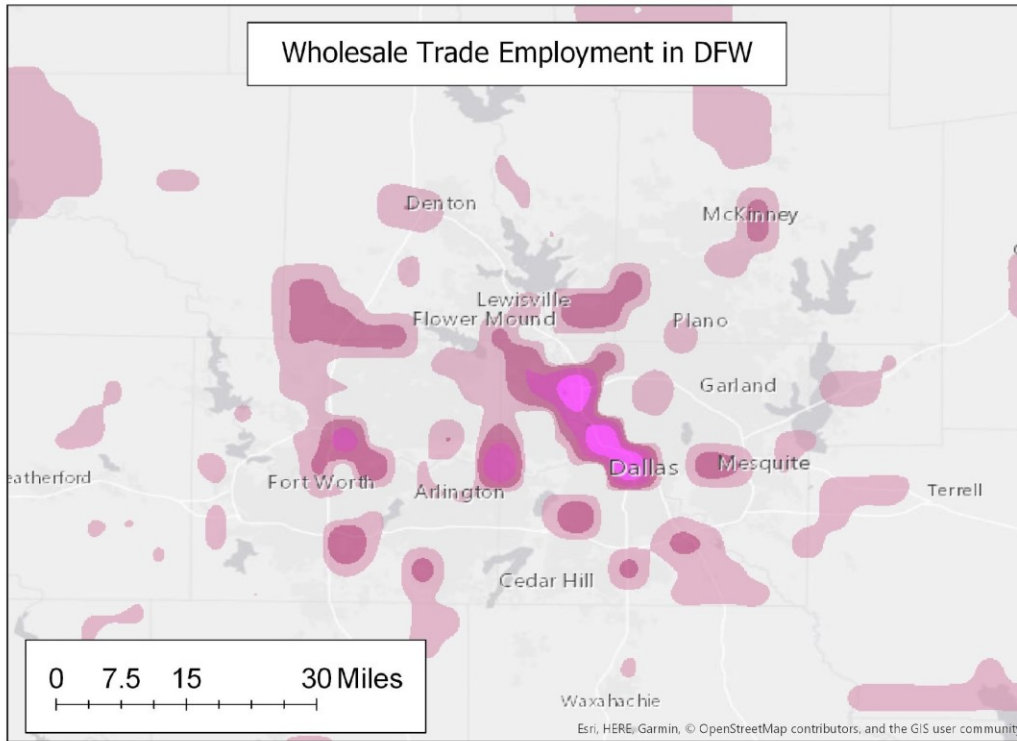 Wholesale Trade Employment in DFW
Denton
McKinney
Lewisville
Flower Mound
Plano
Garland
Dallas
Mesquite
eatherford
Fort Worth
Arlington
Terrell
Cedar Hill
0 7.5 15 30 Miles
Waxahachie
Esri, HERE, Garmin, © OpenStreetMap contributors, and the GIS user community